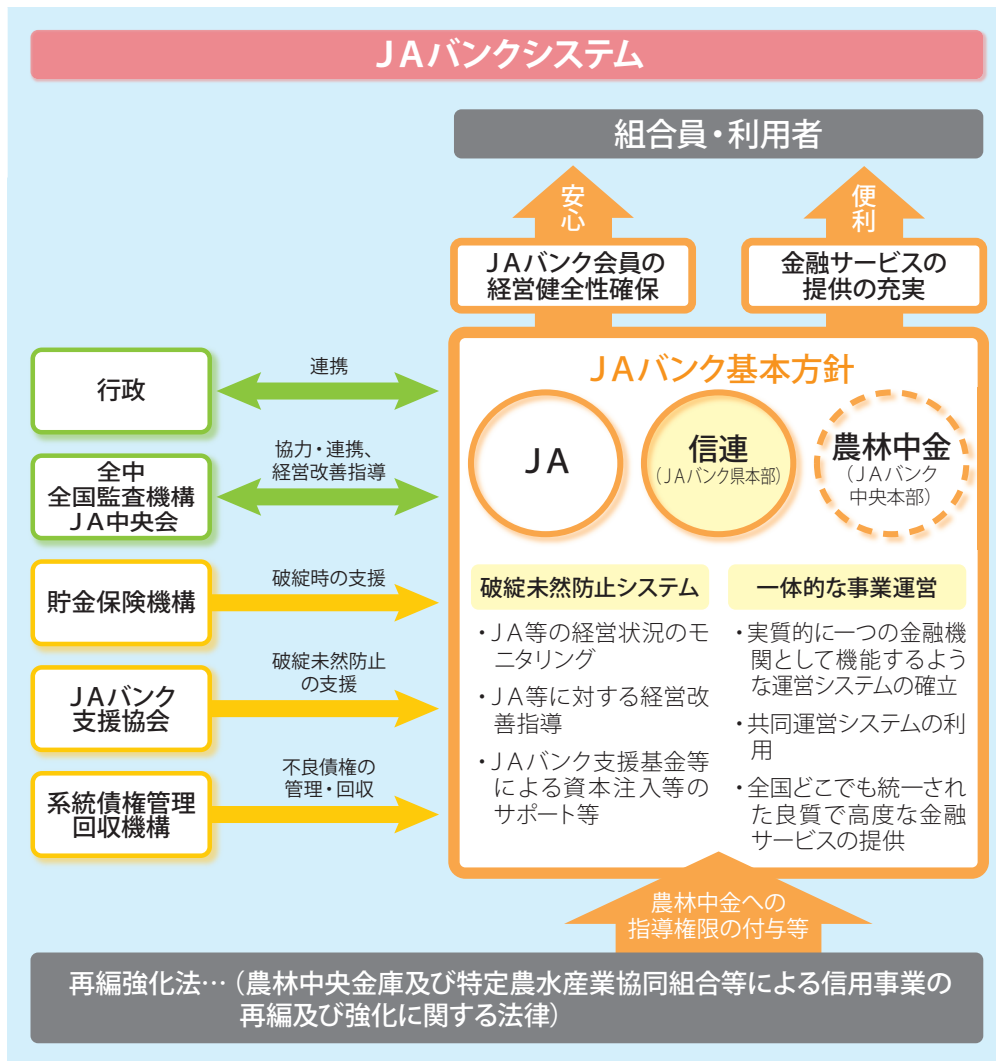 JAバンクシステム
組合員・利用者
安心
便利
JAバンク会員の
経営健全性確保
金融サービスの
提供の充実
行政
連携
全中
全国監査機構
JA中央会
協力・連携、
経営改善指導
貯金保険機構
破綻時の支援
JAバンク
支援協会
破綻未然防止
の支援
系統債権管理
回収機構
不良債権の
管理・回収
JAバンク基本方針
JA
信連
(JAバンク県本部)
農林中金
(JAバンク
中央本部)
破綻未然防止システム
・JA等の経営状況のモ
ニタリング
・JA等に対する経営改
善指導
・JAバンク支援基金等
による資本注入等の
サポート等
一体的な事業運営
・実質的に一つの金融機
関として機能するよう
な運営システムの確立
・共同運営システムの利
用
・全国どこでも統一され
た良質で高度な金融
サービスの提供
農林中金への
指導権限の付与等
再編強化法…(農林中央金庫及び特定農水産業協同組合等による信用事業の
再編及び強化に関する法律)